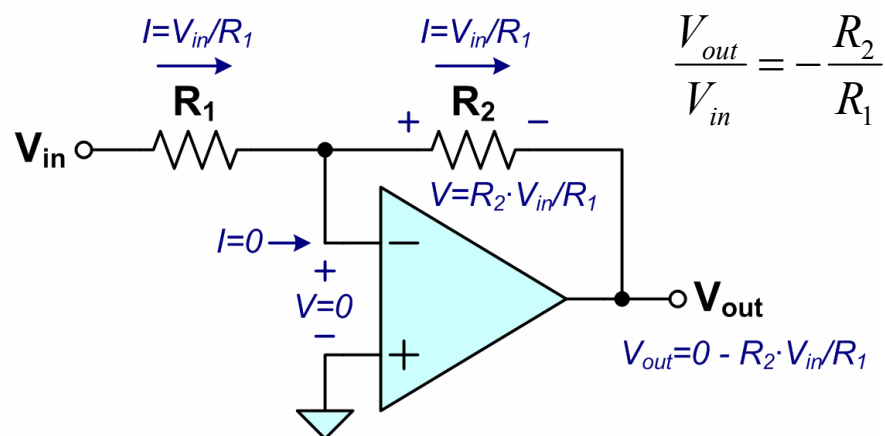 I=Vin/R1
I=Vin/R1
Vout/Vin = - R2/R1
R1
R2
+ −
Vin
V=R2·Vin/R1
I=0
−
+
V=0
−
+
Vout
Vout=0 - R2·Vin/R1